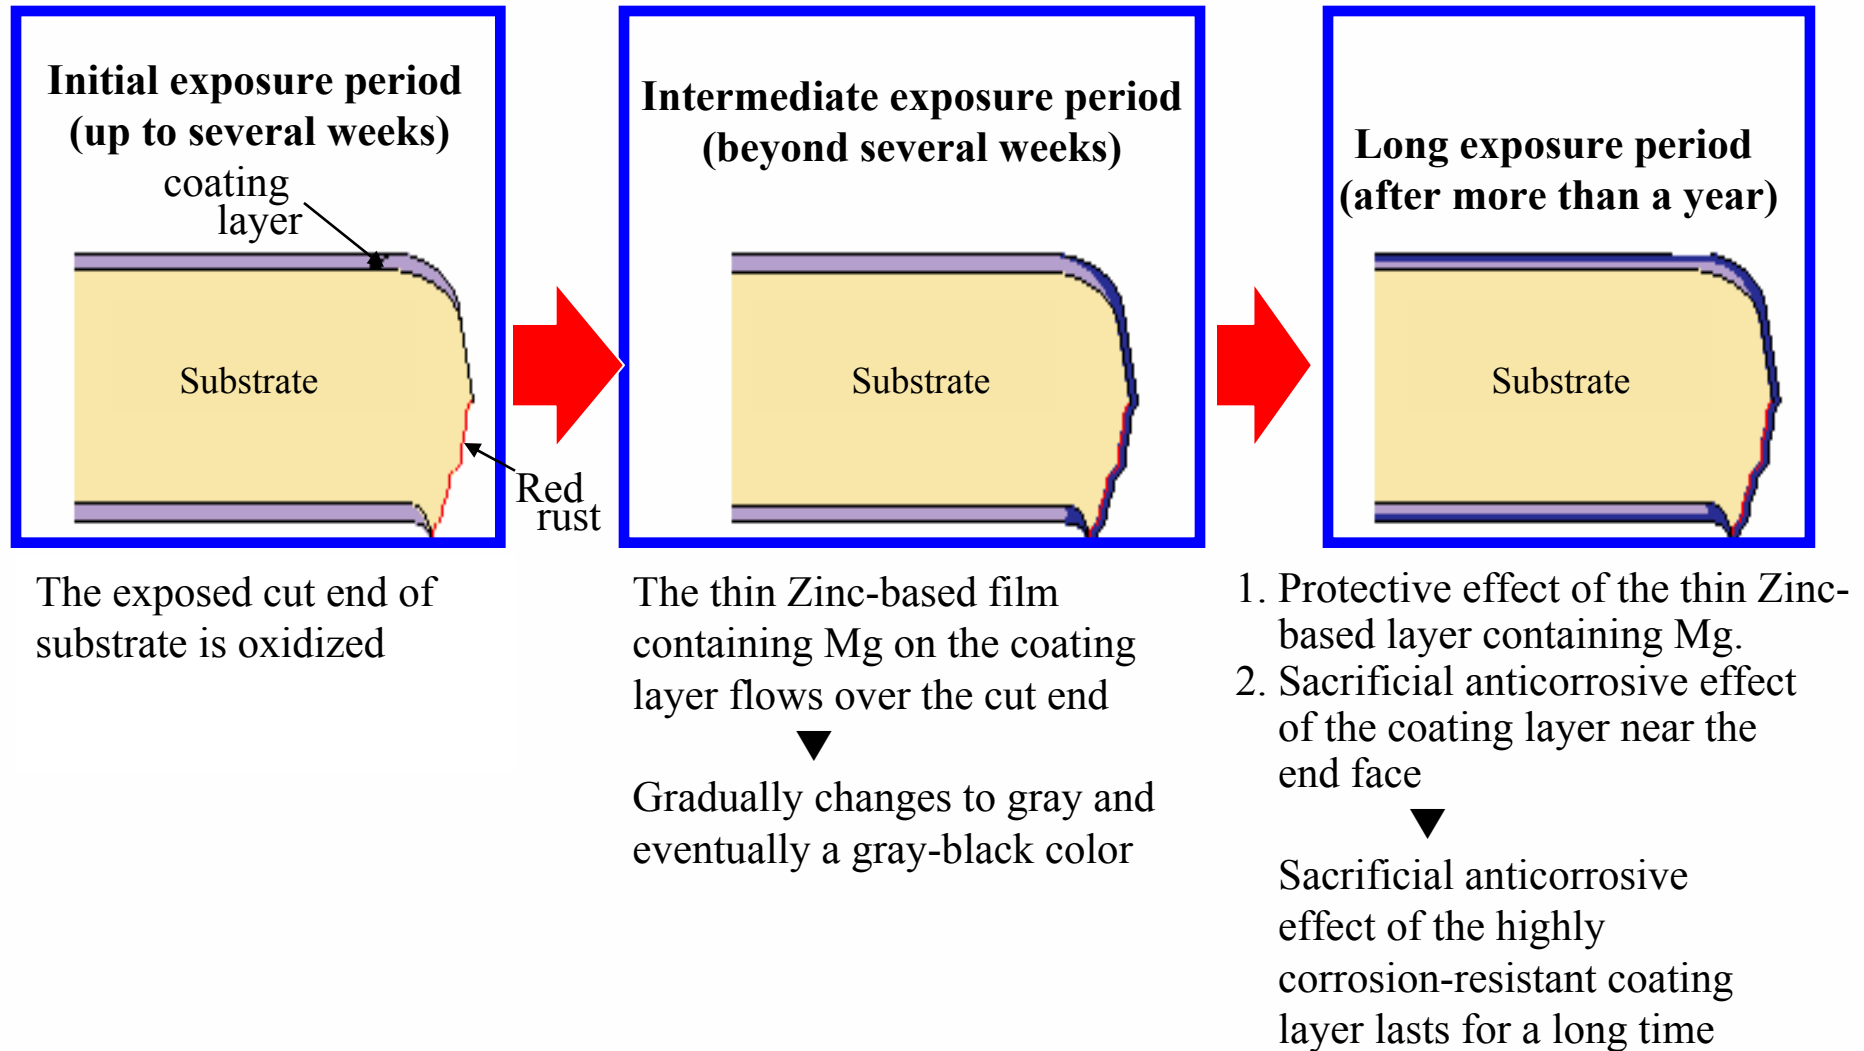 Initial exposure period
(up to several weeks)
coating
layer
Substrate
Red
rust
The exposed cut end of
substrate is oxidized
Intermediate exposure period
(beyond several weeks)
Substrate
The thin Zinc-based film
containing Mg on the coating
layer flows over the cut end
▼
Gradually changes to gray and
eventually a gray-black color
Long exposure period
(after more than a year)
Substrate
1. Protective effect of the thin Zinc-
based layer containing Mg.
2. Sacrificial anticorrosive effect
of the coating layer near the
end face
▼
Sacrificial anticorrosive
effect of the highly
corrosion-resistant coating
layer lasts for a long time